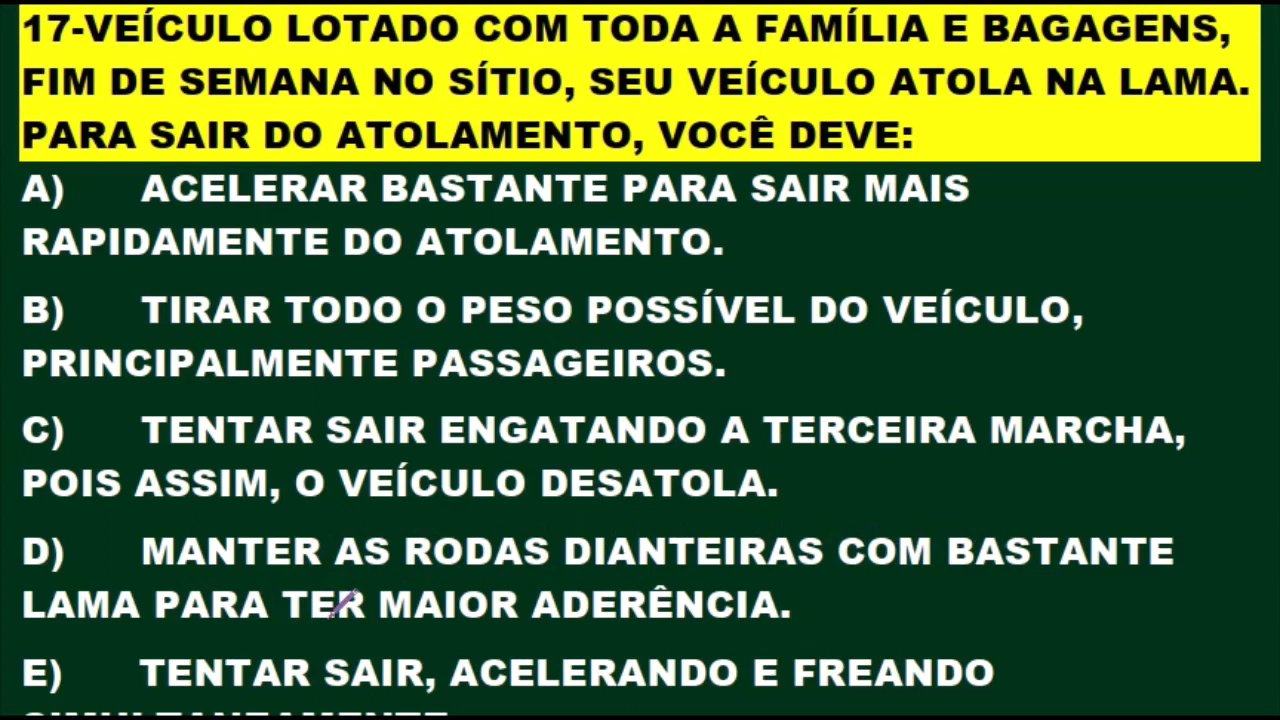 17-VEÍCULO LOTADO COM TODA A FAMÍLIA E BAGAGENS,
FIM DE SEMANA NO SÍTIO, SEU VEÍCULO ATOLA NA LAMA.
PARA SAIR DO ATOLAMENTO, VOCÊ DEVE:
A) ACELERAR BASTANTE PARA SAIR MAIS
RAPIDAMENTE DO ATOLAMENTO.
B) TIRAR TODO O PESO POSSÍVEL DO VEÍCULO,
PRINCIPALMENTE PASSAGEIROS.
C) TENTAR SAIR ENGATANDO A TERCEIRA MARCHA,
POIS ASSIM, O VEÍCULO DESATOLA.
D) MANTER AS RODAS DIANTEIRAS COM BASTANTE
LAMA PARA TER MAIOR ADERÊNCIA.
E) TENTAR SAIR, ACELERANDO E FREANDO